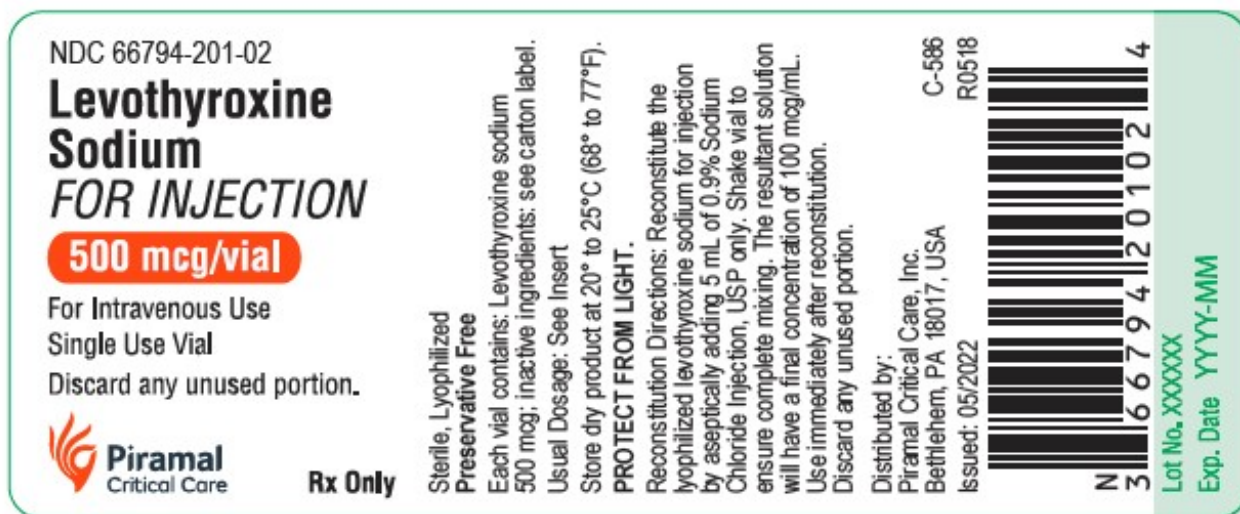 NDC 66794-201-02
Levothyroxine
Sodium
FOR INJECTION
500 mcg/vial
For Intravenous Use
Single Use Vial
Discard any unused portion.
Piramal
Critical Care
Rx Only
Sterile, Lyophilized
Preservative Free
Each vial contains: Levothyroxine sodium
500 mcg; inactive ingredients: see carton label.
Usual Dosage: See Insert
Store dry product at 20° to 25°C (68° to 77°F).
PROTECT FROM LIGHT.
Reconstitution Directions: Reconstitute the
lyophilized levothyroxine sodium for injection
by aseptically adding 5 mL of 0.9% Sodium
Chloride Injection, USP only. Shake vial to
ensure complete mixing. The resultant solution
will have a final concentration of 100 mcg/mL.
Use immediately after reconstitution.
Discard any unused portion.
Distributed by:
Piramal Critical Care, Inc.
Bethlehem, PA 18017, USA
Issued: 05/2022
C-586
R0518
N
3 66794 20102 4
Lot No. XXXXXX
Exp. Date YYYY-MM